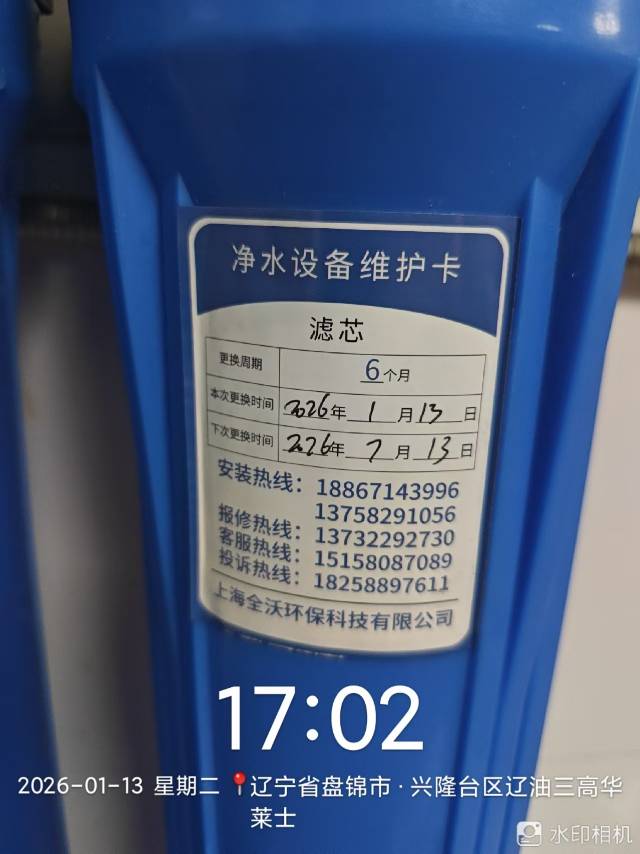 净水设备维护卡
滤芯
更换周期 6个月
本次更换时间 2026年 1月 13日
下次更换时间 2026年 7月 13日
安装热线：18867143996
13758291056
报修热线：13732292730
客服热线：15158087089
投诉热线：18258897611
上海全沃环保科技有限公司
17:02
2026-01-13 星期二 辽宁省盘锦市·兴隆台区辽油三高华
莱士
水印相机